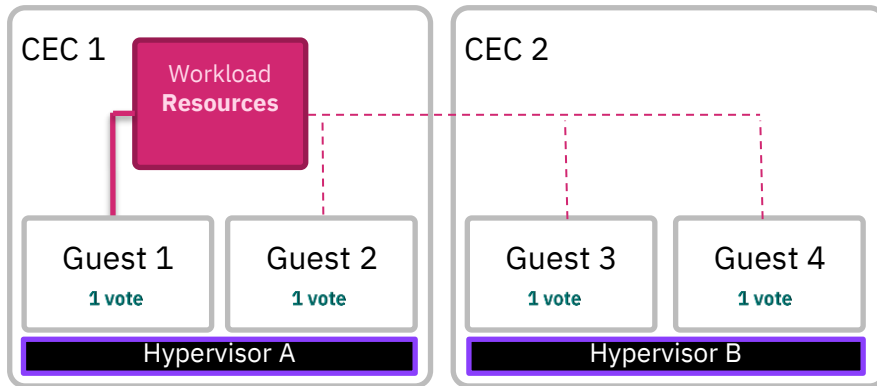 CEC 1
Workload
Resources
CEC 2
Guest 1
1 vote
Guest 2
1 vote
Guest 3
1 vote
Guest 4
1 vote
Hypervisor A
Hypervisor B